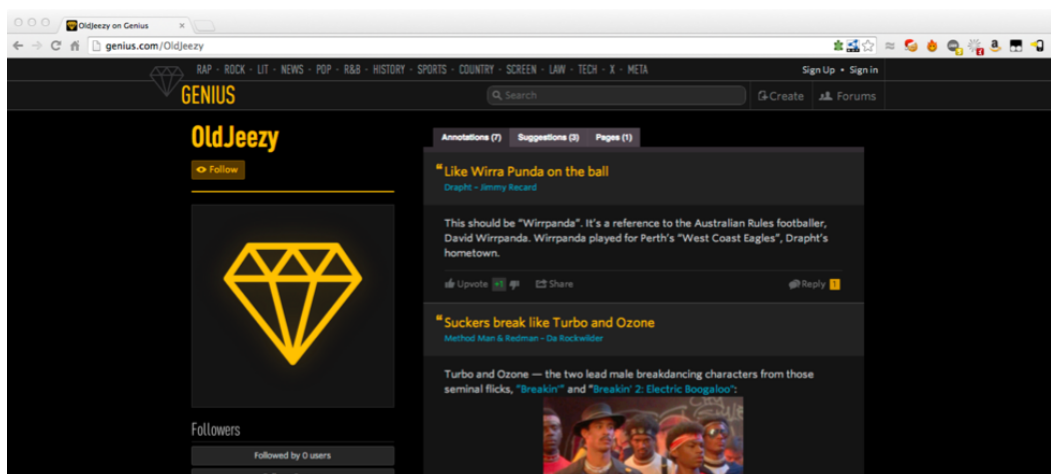 OldJeezy on Genius
genius.com/OldJeezy
RAP - ROCK - LIT - NEWS - POP - R&B - HISTORY - SPORTS - COUNTRY - SCREEN - LAW - TECH - X - META
Sign Up • Sign in
GENIUS
Search
Create
Forums
OldJeezy
Follow
Followers
Followed by 0 users
Annotations (7) Suggestions (3) Pages (1)
“Like Wirra Punda on the ball
Drapht – Jimmy Recard
This should be “Wirrpanda”. It’s a reference to the Australian Rules footballer,
David Wirrpanda. Wirrpanda played for Perth’s “West Coast Eagles”, Drapht’s
hometown.
Upvote +1 Share Reply 1
“Suckers break like Turbo and Ozone
Method Man & Redman – Da Rockwilder
Turbo and Ozone — the two lead male breakdancing characters from those
seminal flicks, “Breakin’” and “Breakin’ 2: Electric Boogaloo”: